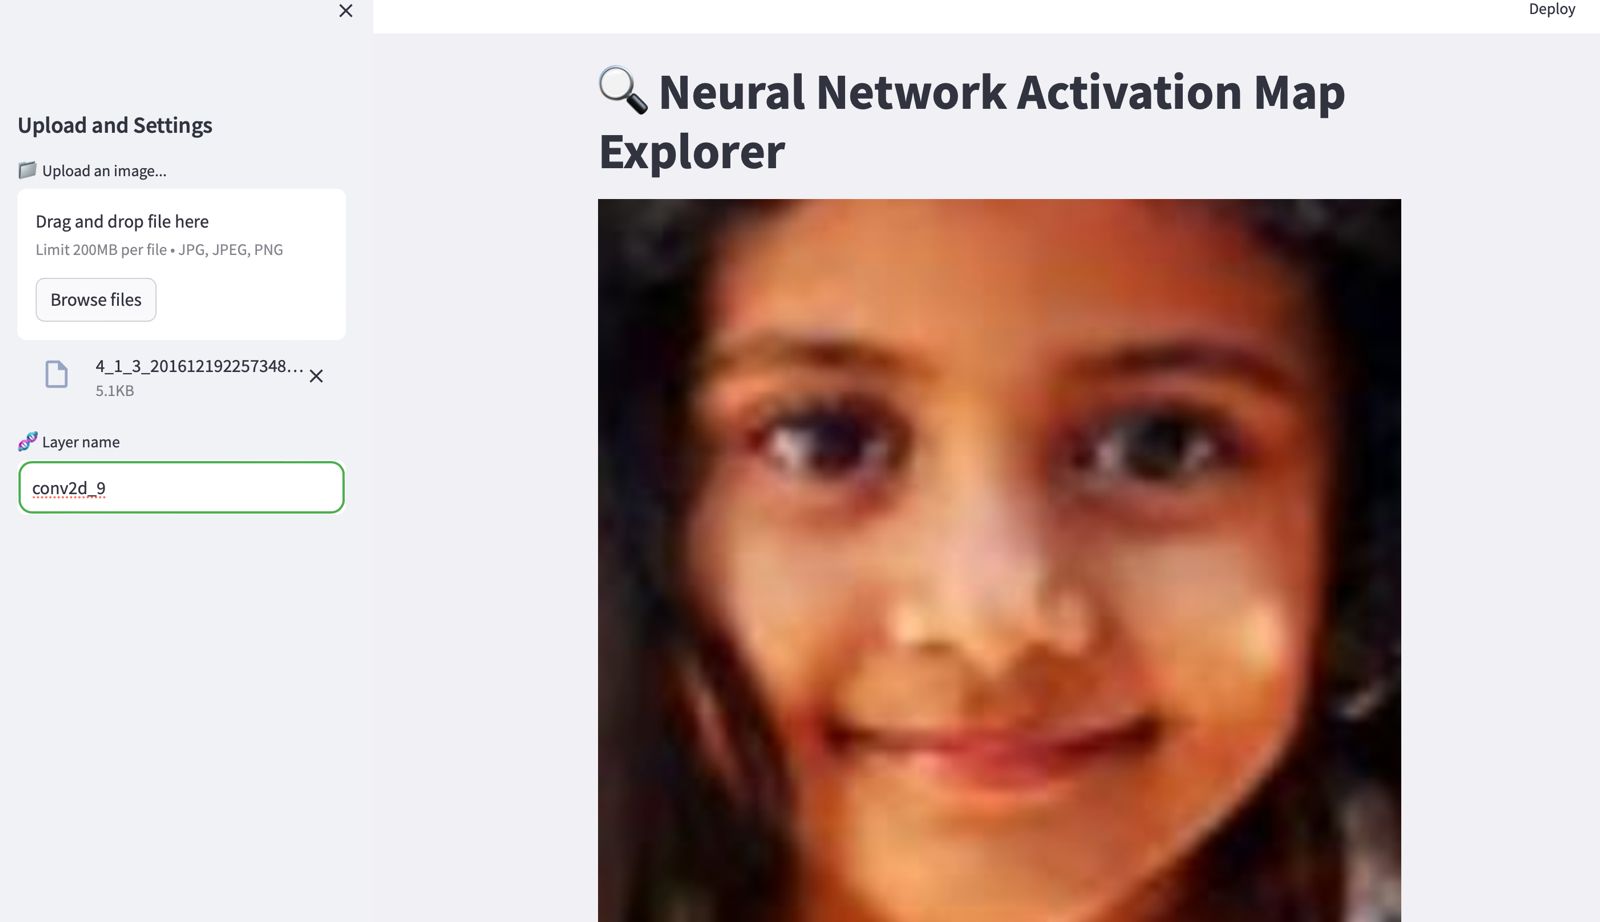 Deploy
Upload and Settings
Upload an image...
Drag and drop file here
Limit 200MB per file • JPG, JPEG, PNG
Browse files
4_1_3_201612192257348...
5.1KB
Layer name
conv2d_9
Neural Network Activation Map
Explorer